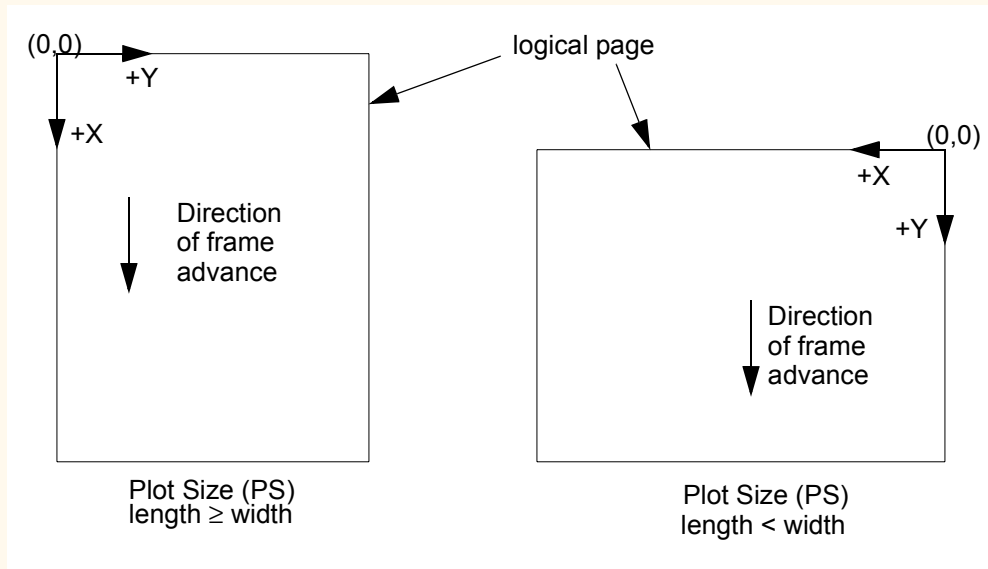 (0,0)
+Y
+X
Direction
of frame
advance
Plot Size (PS)
length ≥ width
logical page
(0,0)
+X
+Y
Direction
of frame
advance
Plot Size (PS)
length < width